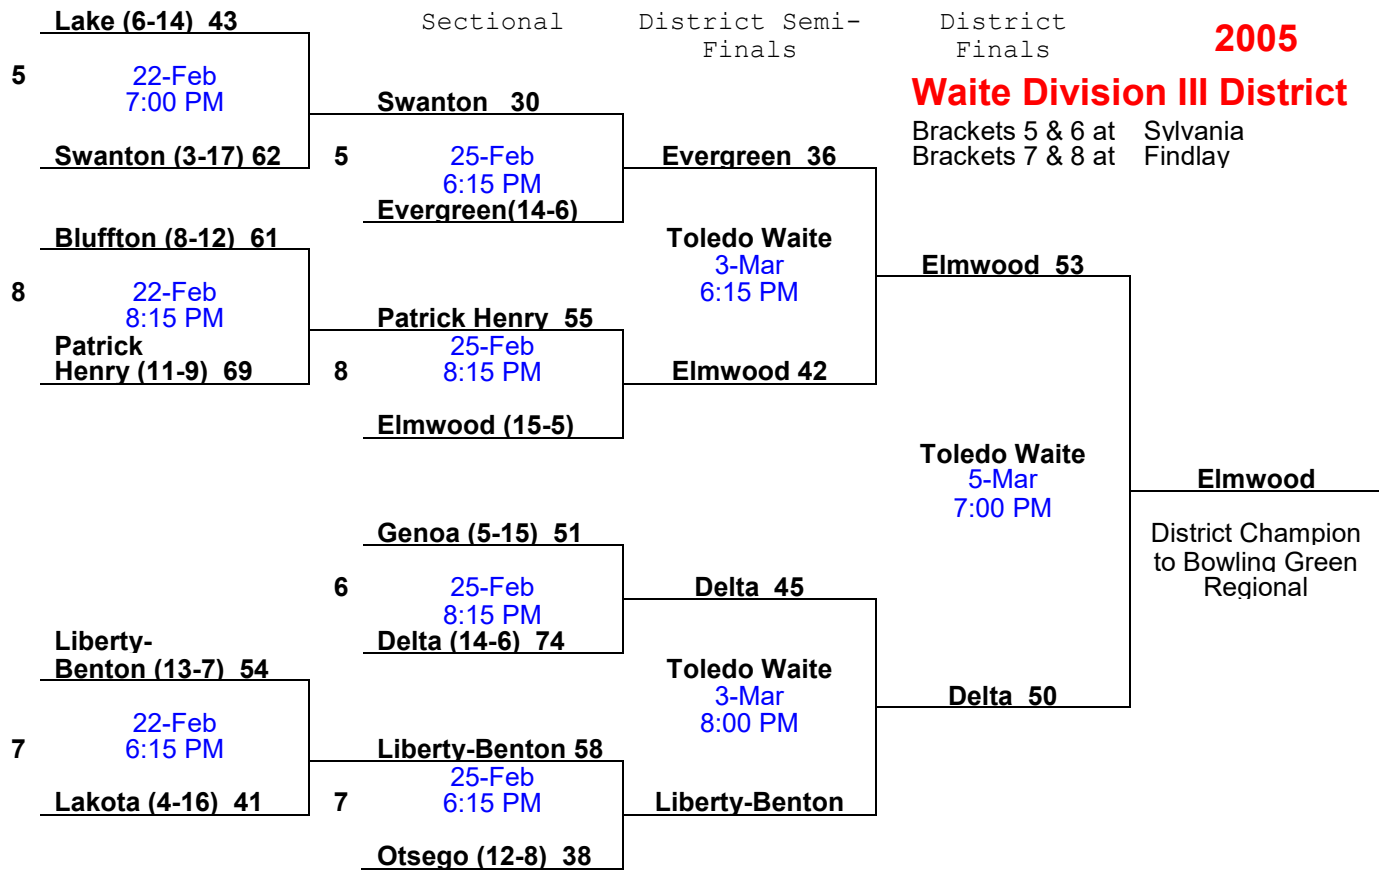 Lake (6-14)  43
Sectional
District Semi-
Finals
District
Finals
2005
Waite Division III District
Brackets 5 & 6 at    Sylvania
Brackets 7 & 8 at    Findlay
5
22-Feb
7:00 PM
Swanton (3-17) 62
Swanton   30
5
25-Feb
6:15 PM
Evergreen(14-6)
Evergreen  36
Bluffton (8-12)  61
8
22-Feb
8:15 PM
Patrick
Henry (11-9)  69
Patrick Henry  55
8
25-Feb
8:15 PM
Elmwood (15-5)
Toledo Waite
3-Mar
6:15 PM
Elmwood 42
Elmwood  53
Toledo Waite
5-Mar
7:00 PM
Elmwood
District Champion
to Bowling Green
Regional
Genoa (5-15)  51
6
25-Feb
8:15 PM
Delta (14-6)  74
Delta  45
Liberty-
Benton (13-7)  54
7
22-Feb
6:15 PM
Lakota (4-16)  41
Liberty-Benton 58
7
25-Feb
6:15 PM
Otsego (12-8)  38
Toledo Waite
3-Mar
8:00 PM
Liberty-Benton
Delta  50